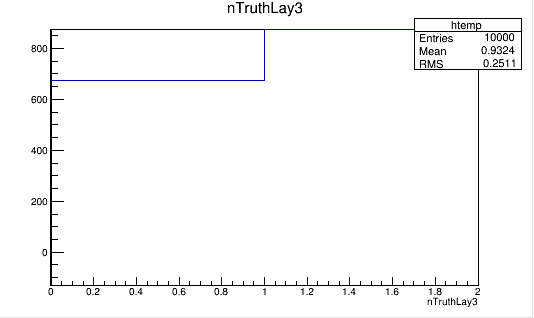 nTruthLay3
htemp
Entries 10000
Mean 0.9324
RMS 0.2511
800
600
400
200
0
0 0.2 0.4 0.6 0.8 1 1.2 1.4 1.6 1.8 2
nTruthLay3